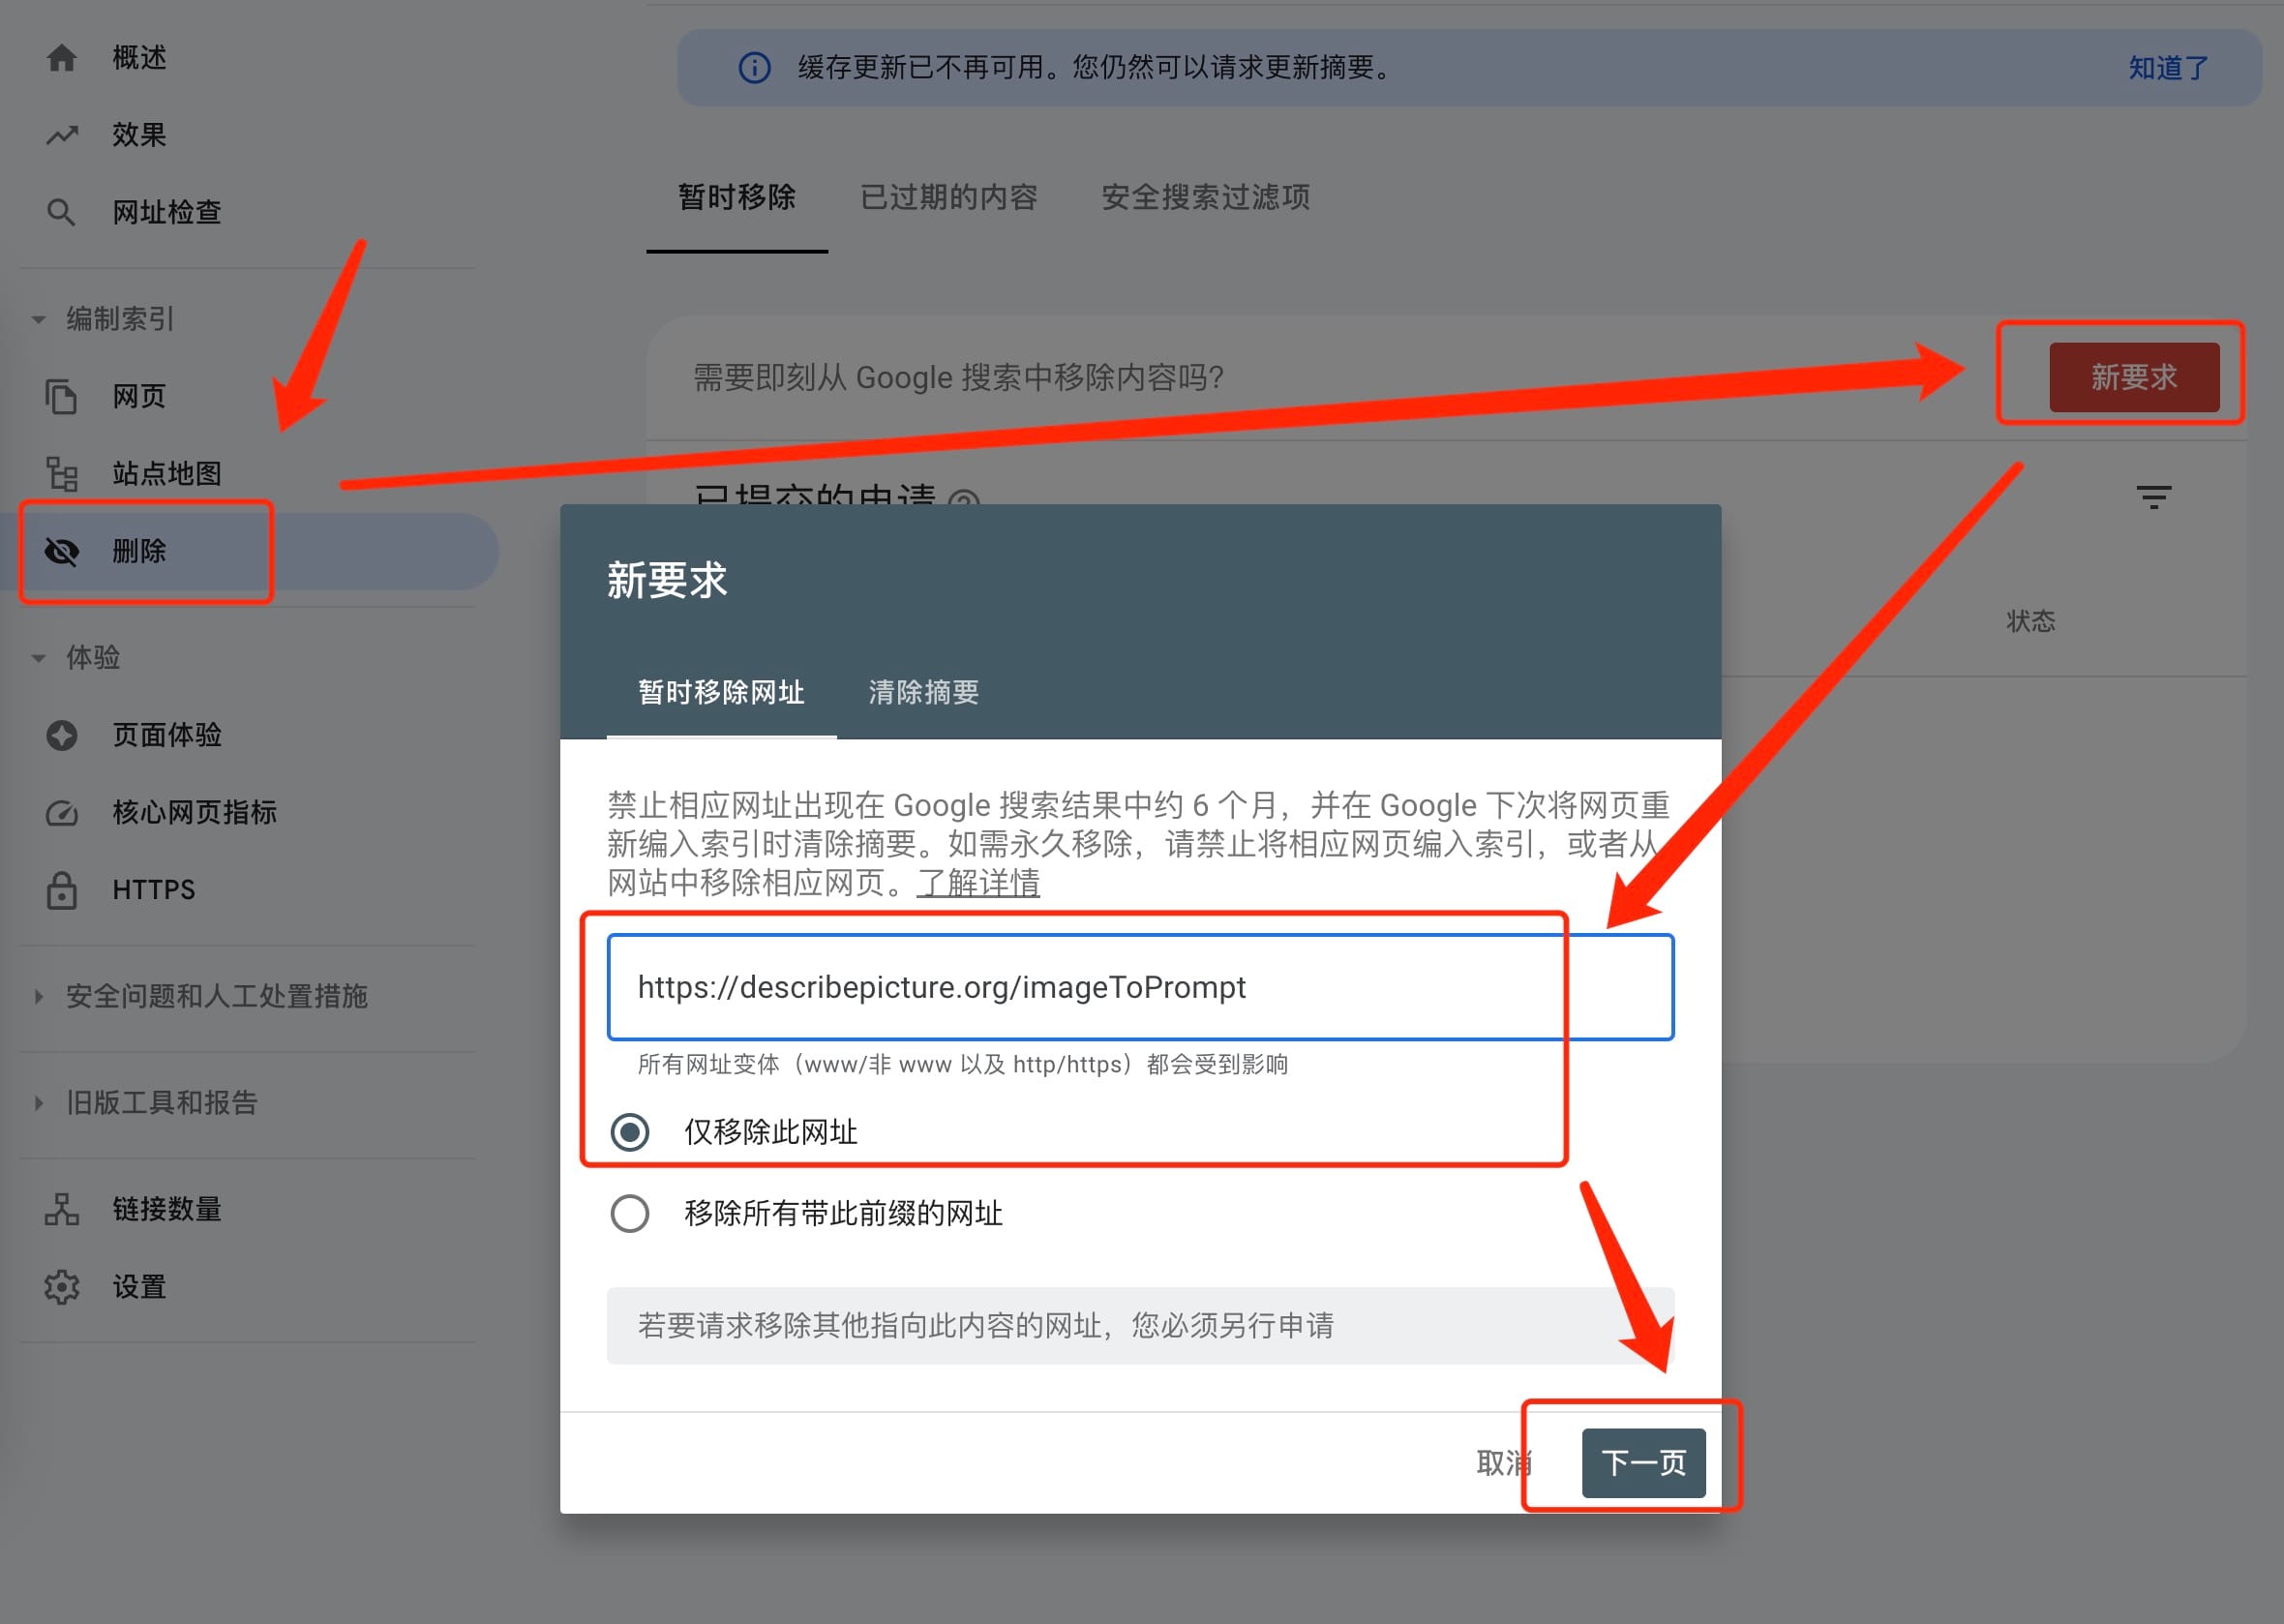 概述
效果
网址检查
编制索引
网页
站点地图
删除
体验
页面体验
核心网页指标
HTTPS
安全问题和人工处置措施
旧版工具和报告
链接数量
设置
缓存更新已不再可用。您仍然可以请求更新摘要。
知道了
暂时移除
已过期的内容
安全搜索过滤项
需要即刻从 Google 搜索中移除内容吗?
新要求
已提交的申请
状态
新要求
暂时移除网址
清除摘要
禁止相应网址出现在 Google 搜索结果中约 6 个月，并在 Google 下次将网页重
新编入索引时清除摘要。如需永久移除，请禁止将相应网页编入索引，或者从
网站中移除相应网页。了解详情
https://describepicture.org/imageToPrompt
所有网址变体（www/非 www 以及 http/https）都会受到影响
仅移除此网址
移除所有带此前缀的网址
若要请求移除其他指向此内容的网址，您必须另行申请
取消
下一页